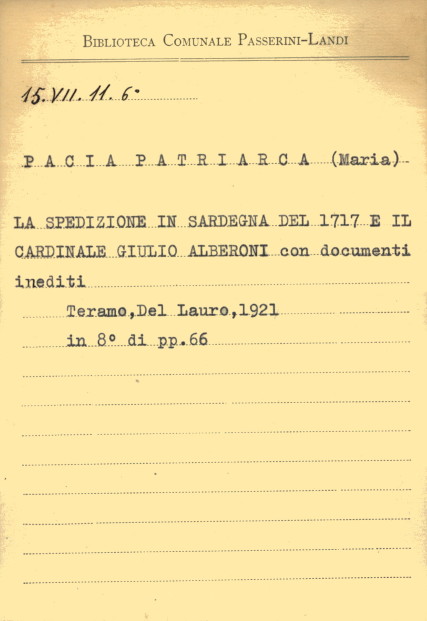 BIBLIOTECA COMUNALE PASSERINI-LANDI
15.VII.11.6°
PACIA PATRIARCA (Maria)
LA SPEDIZIONE IN SARDEGNA DEL 1717 E IL
CARDINALE GIULIO ALBERONI con documenti
inediti
Teramo,Del Lauro,1921
in 8° di pp.66